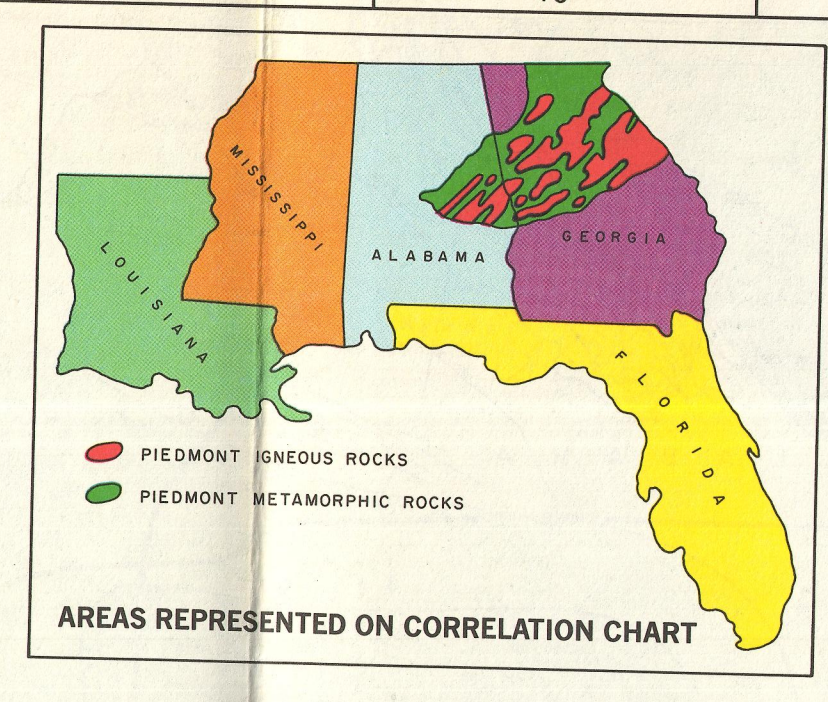 MISSISSIPPI
ALABAMA
GEORGIA
LOUISIANA
FLORIDA
PIEDMONT IGNEOUS ROCKS
PIEDMONT METAMORPHIC ROCKS
AREAS REPRESENTED ON CORRELATION CHART